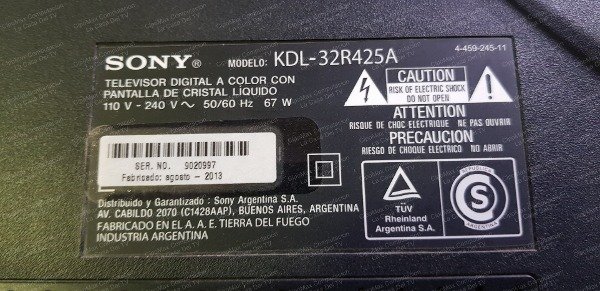 4-459-245-11
SONY® MODELO: KDL-32R425A
TELEVISOR DIGITAL A COLOR CON
PANTALLA DE CRISTAL LÍQUIDO
110 V - 240 V ~ 50/60 Hz 67 W
SER. NO. 9020997
Fabricado: agosto - 2013
Distribuido y Garantizado : Sony Argentina S.A.
AV. CABILDO 2070 (C1428AAP), BUENOS AIRES, ARGENTINA
FABRICADO EN EL A.A.E. TIERRA DEL FUEGO
INDUSTRIA ARGENTINA
CAUTION
RISK OF ELECTRIC SHOCK
DO NOT OPEN
ATTENTION
RISQUE DE CHOC ELECTRIQUE NE PAS OUVRIR
PRECAUCION
RIESGO DE CHOQUE ELECTRICO NO ABRIR
TÜV
Rheinland
Argentina S.A.
S